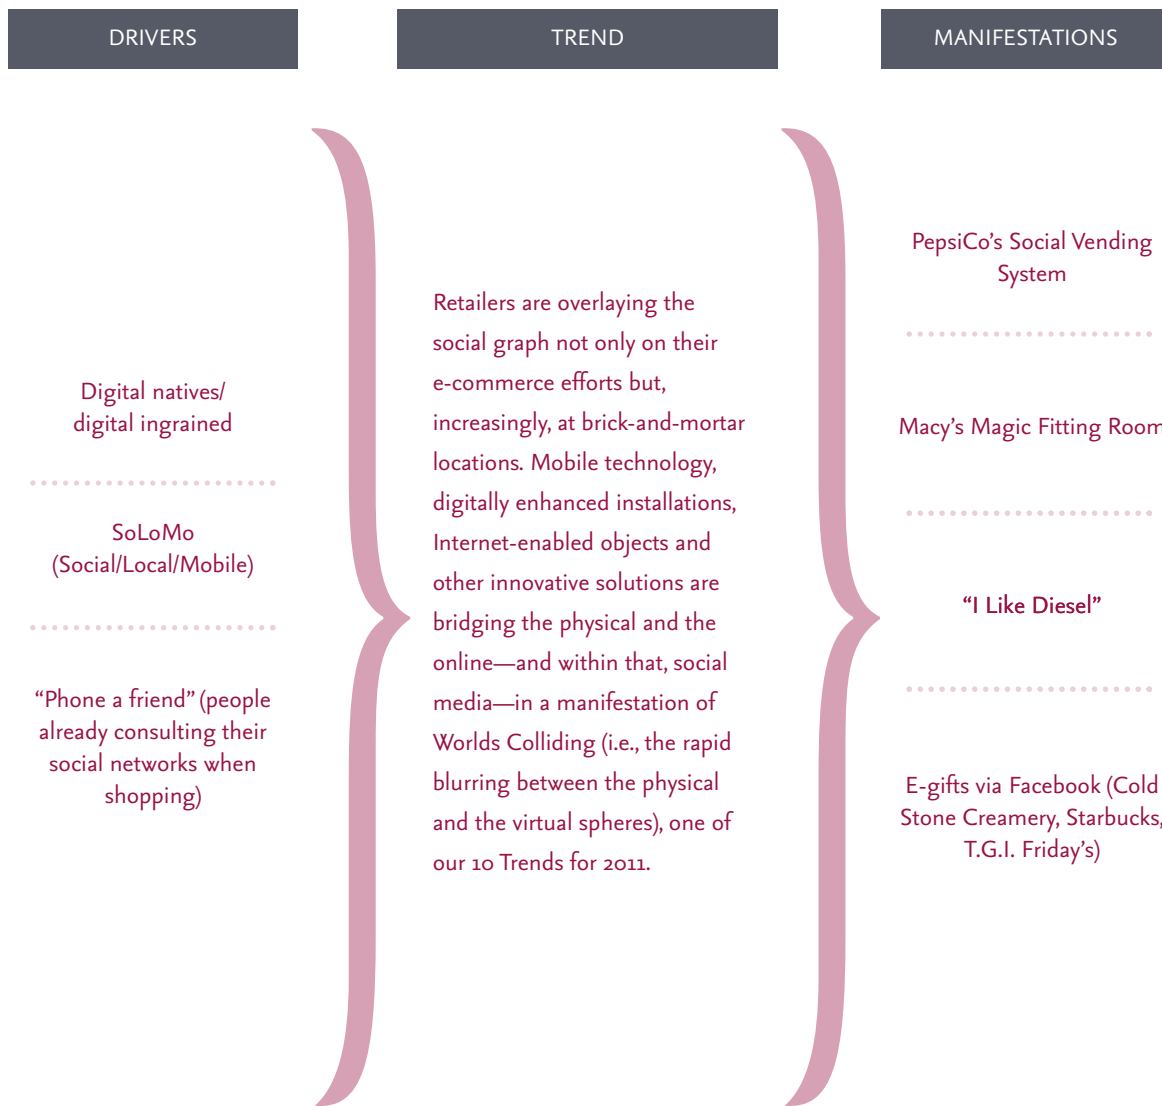 DRIVERS
TREND
MANIFESTATIONS
Digital natives/
digital ingrained
SoLoMo
(Social/Local/Mobile)
“Phone a friend” (people
already consulting their
social networks when
shopping)
Retailers are overlaying the
social graph not only on their
e-commerce efforts but,
increasingly, at brick-and-mortar
locations. Mobile technology,
digitally enhanced installations,
Internet-enabled objects and
other innovative solutions are
bridging the physical and the
online—and within that, social
media—in a manifestation of
Worlds Colliding (i.e., the rapid
blurring between the physical
and the virtual spheres), one of
our 10 Trends for 2011.
PepsiCo’s Social Vending
System
Macy’s Magic Fitting Room
“I Like Diesel”
E-gifts via Facebook (Cold
Stone Creamery, Starbucks,
T.G.I. Friday’s)